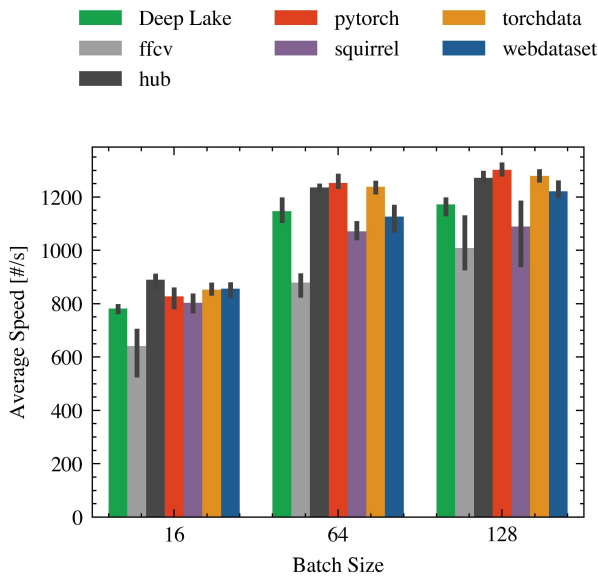 Deep Lake pytorch torchdata
ffcv squirrel webdataset
hub
1200
1000
800
600
400
200
0
16 64 128
Average Speed [#/s]
Batch Size